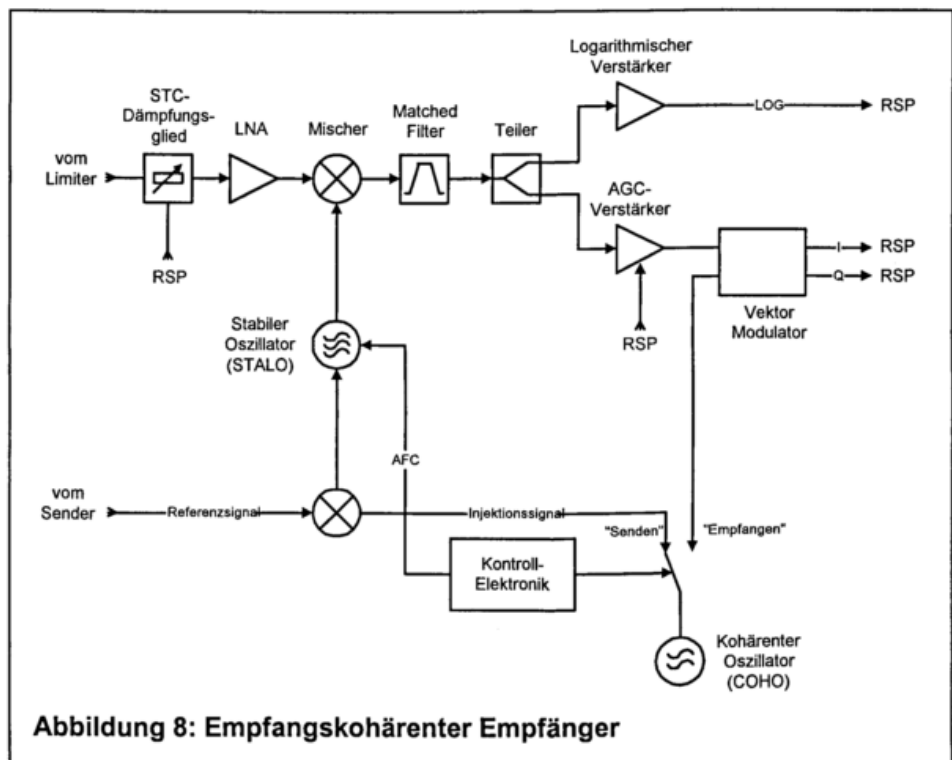 Logarithmischer
Verstärker
LOG
RSP
STC-
Dämpfungs-
glied
LNA
Mischer
Matched
Filter
Teiler
vom
Limiter
RSP
AGC-
Verstärker
I
RSP
Q
RSP
RSP
Vektor
Modulator
Stabiler
Oszillator
(STALO)
AFC
vom
Sender
Referenzsignal
Injektionssignal
"Senden"
"Empfangen"
Kontroll-
Elektronik
Kohärenter
Oszillator
(COHO)
Abbildung 8: Empfangskohärenter Empfänger